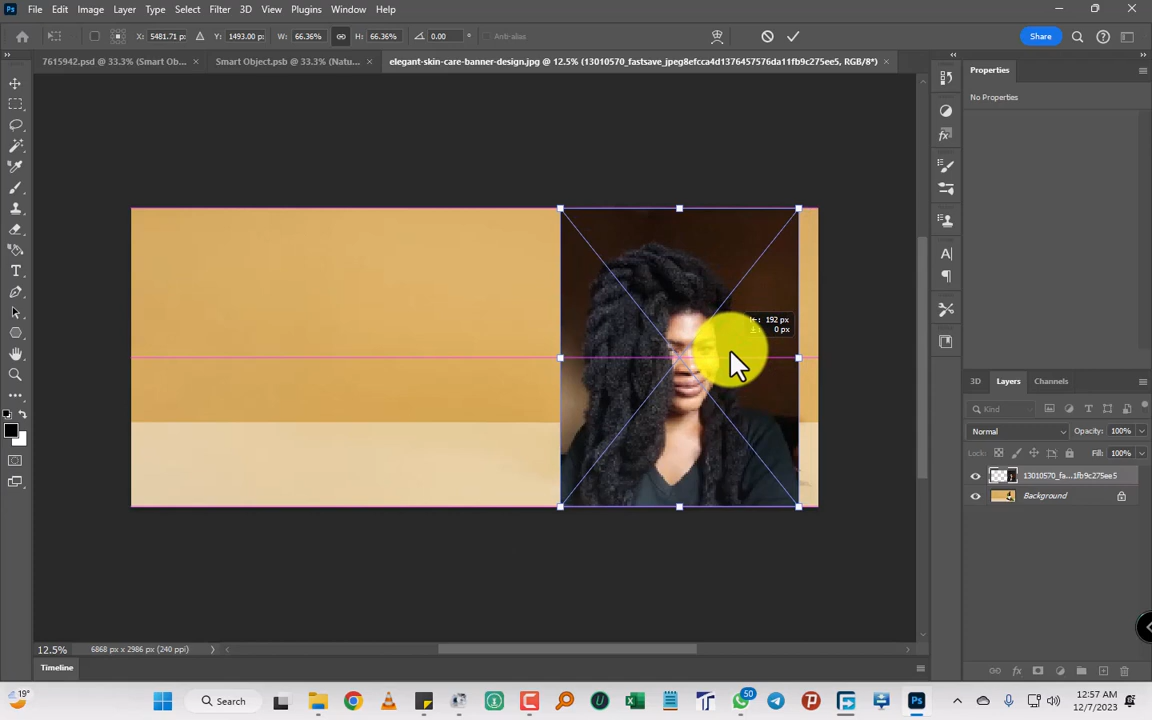 Ps File Edit Image Layer Type Select Filter 3D View Plugins Window Help
X: 5481.71 px Y: 1493.00 px W: 66.36% H: 66.36% 0.00 ° Anti-alias Share
7615942.psd @ 33.3% (Smart Ob... × Smart Object.psb @ 33.3% (Natu... × elegant-skin-care-banner-design.jpg @ 12.5% (13010570_fastsave_jpeg8efcca4d1376457576da11fb9c275ee5, RGB/8*) ×
Properties
No Properties
192 px
0 px
3D Layers Channels
Kind
Normal Opacity: 100%
Lock: Fill: 100%
13010570_fa...1fb9c275ee5
Background
12.5% 6868 px x 2986 px (240 ppi)
Timeline
19° Search 50 Ps 12:57 AM
12/7/2023